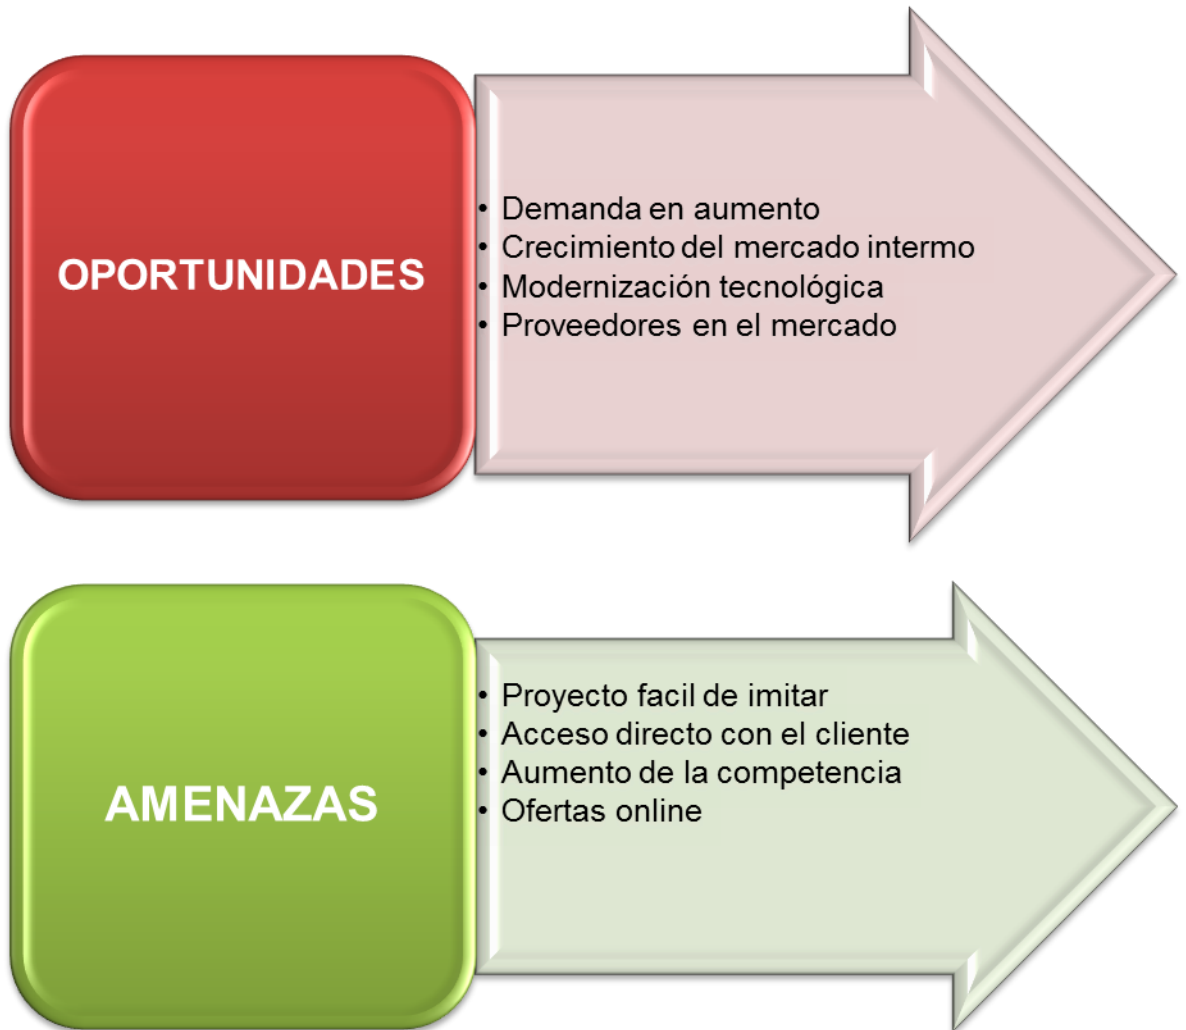 OPORTUNIDADES
• Demanda en aumento
• Crecimiento del mercado intermo
• Modernización tecnológica
• Proveedores en el mercado
AMENAZAS
• Proyecto facil de imitar
• Acceso directo con el cliente
• Aumento de la competencia
• Ofertas online